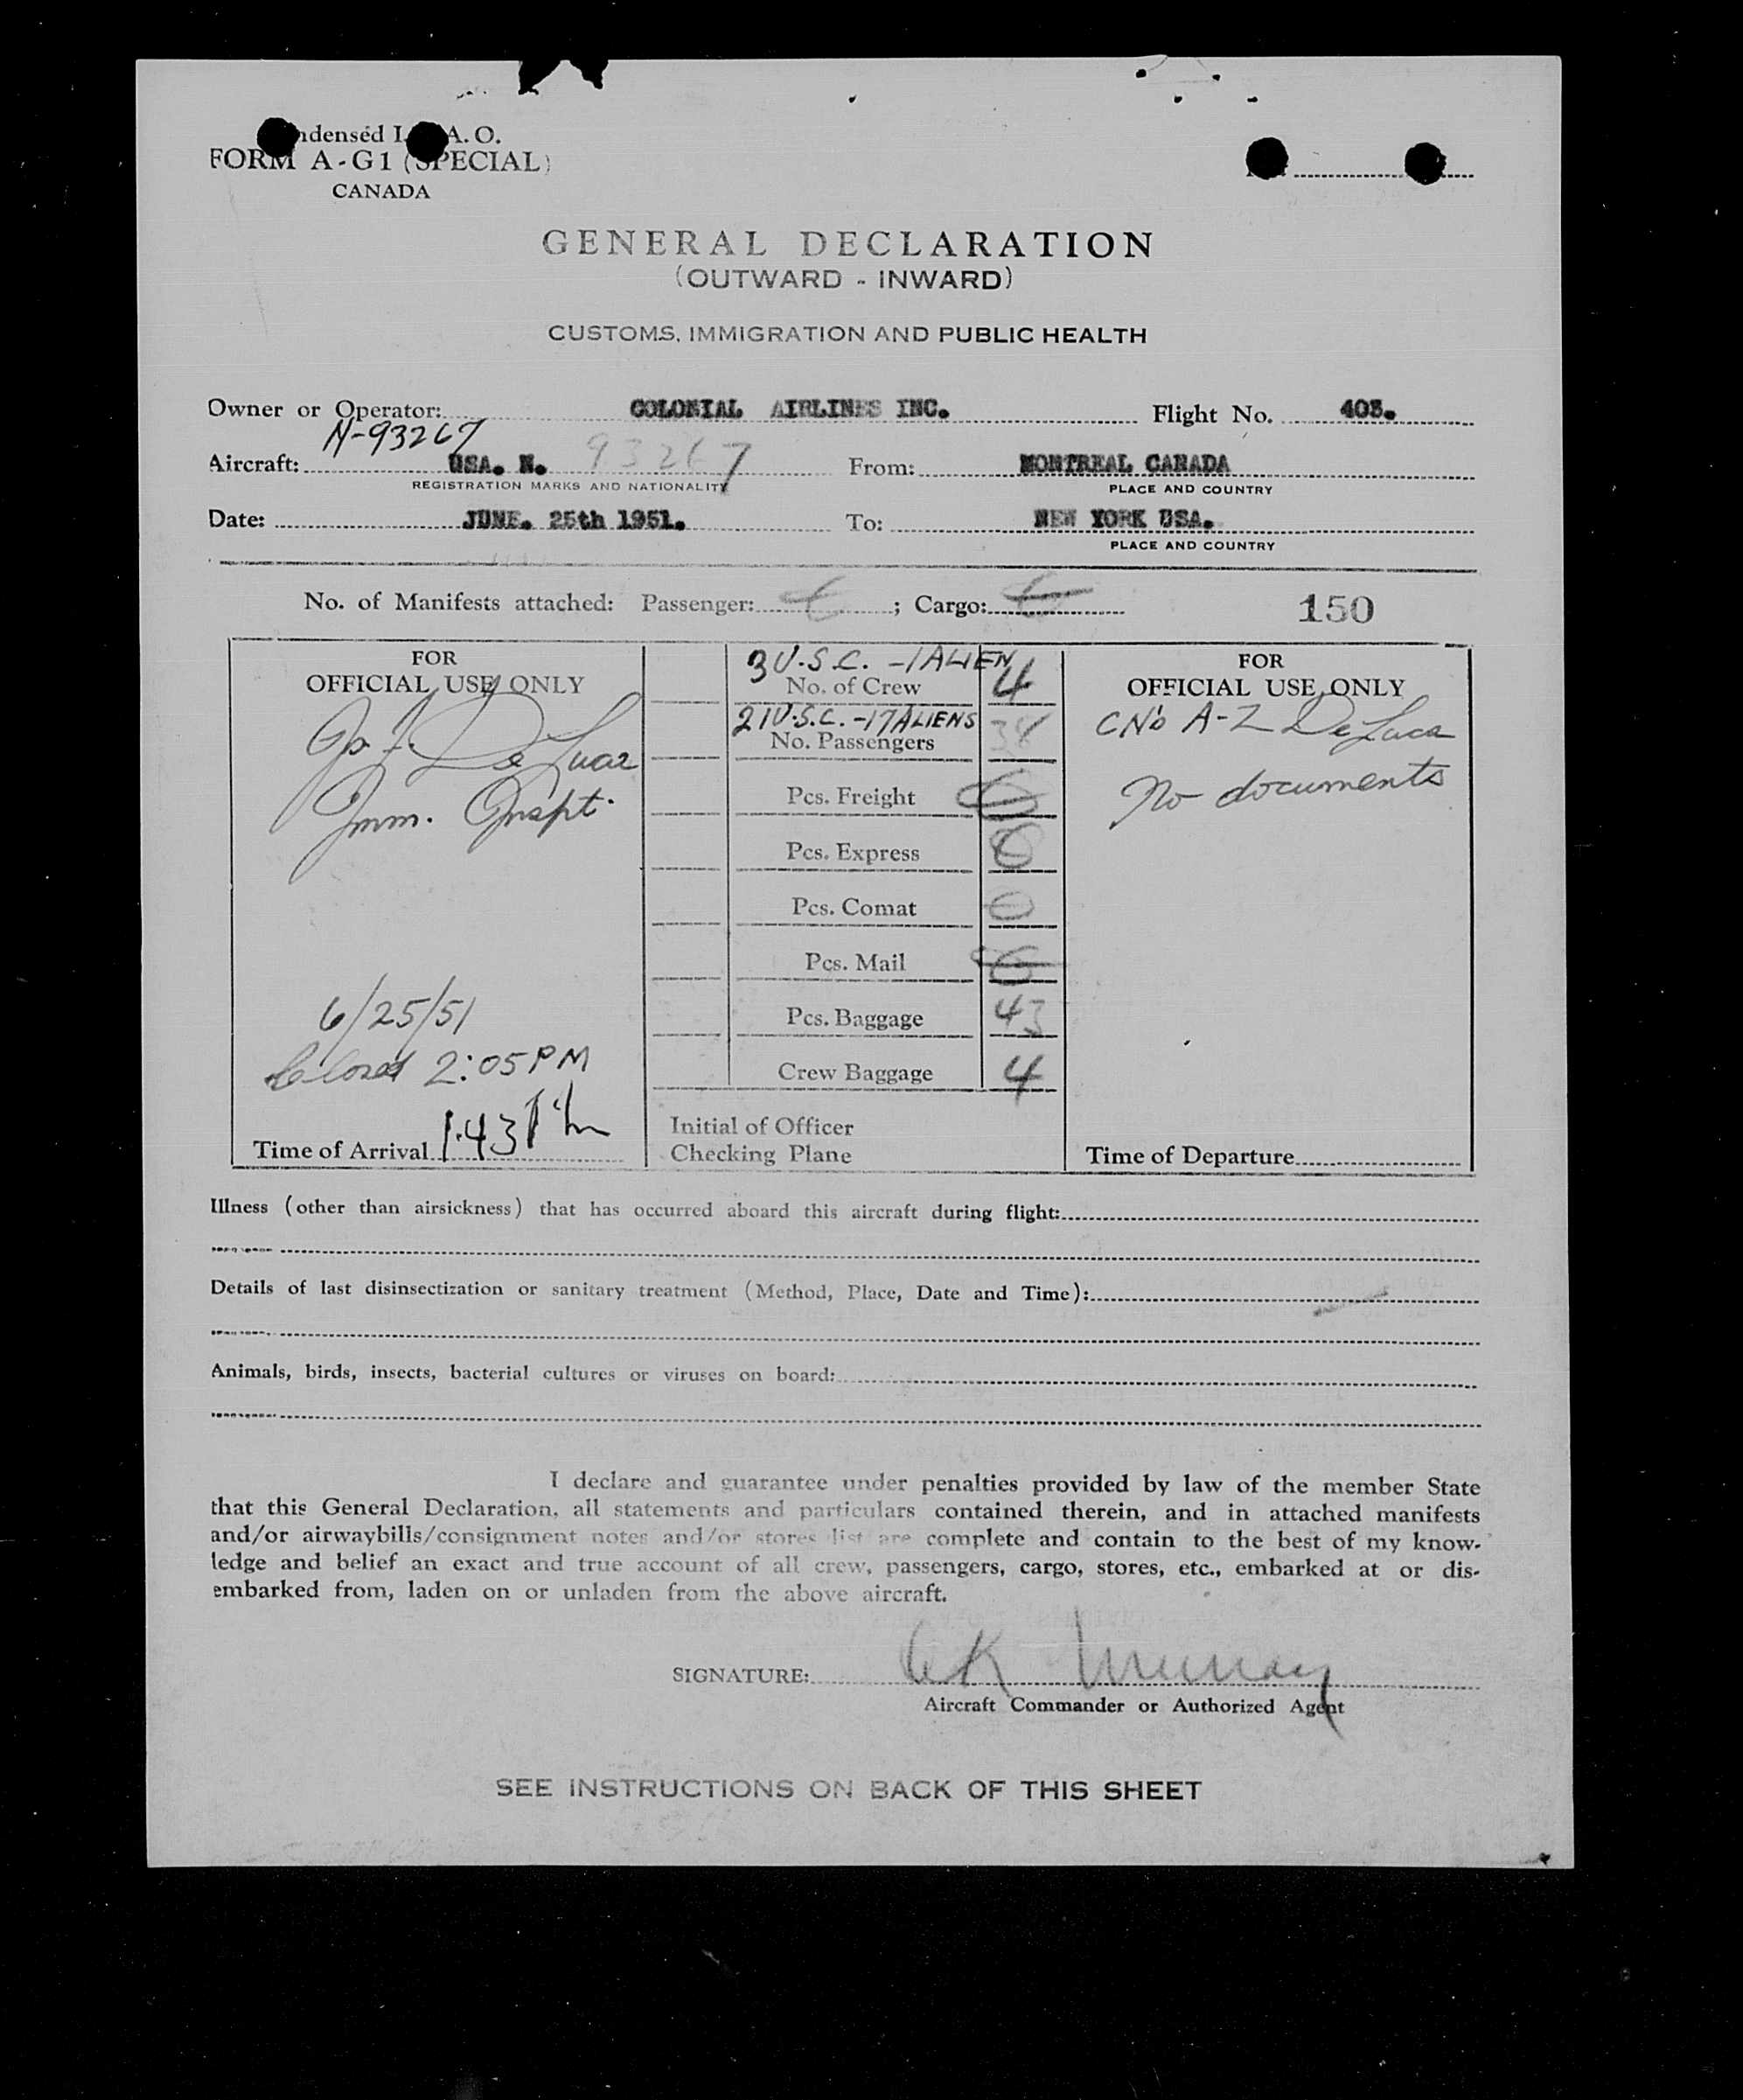 ndensed I. A. O.
FORM A-G1 (SPECIAL)
CANADA
GENERAL DECLARATION
(OUTWARD - INWARD)
CUSTOMS, IMMIGRATION AND PUBLIC HEALTH
Owner or Operator: COLONIAL AIRLINES INC. Flight No. 403.
N-93267
Aircraft: USA. N. 93267 From: MONTREAL CANADA
REGISTRATION MARKS AND NATIONALITY PLACE AND COUNTRY
Date: JUNE. 25th 1951. To: NEW YORK USA.
PLACE AND COUNTRY
No. of Manifests attached: Passenger: ; Cargo: 150
FOR
OFFICIAL USE ONLY
De Luca
Imm. Inspt.
6/25/51
Closed 2:05 PM
Time of Arrival 1:43 PM
3 U.S.C. - 1 ALIEN
No. of Crew 4
21 U.S.C. - 17 ALIENS
No. Passengers 38
Pcs. Freight
Pcs. Express
Pcs. Comat
Pcs. Mail
Pcs. Baggage 43
Crew Baggage 4
Initial of Officer
Checking Plane
FOR
OFFICIAL USE ONLY
A-Z De Luca
No documents
Time of Departure
Illness (other than airsickness) that has occurred aboard this aircraft during flight:
Details of last disinsectization or sanitary treatment (Method, Place, Date and Time):
Animals, birds, insects, bacterial cultures or viruses on board:
I declare and guarantee under penalties provided by law of the member State
that this General Declaration, all statements and particulars contained therein, and in attached manifests
and/or airwaybills/consignment notes and/or stores list are complete and contain to the best of my know-
ledge and belief an exact and true account of all crew, passengers, cargo, stores, etc., embarked at or dis-
embarked from, laden on or unladen from the above aircraft.
SIGNATURE: K Murray
Aircraft Commander or Authorized Agent
SEE INSTRUCTIONS ON BACK OF THIS SHEET